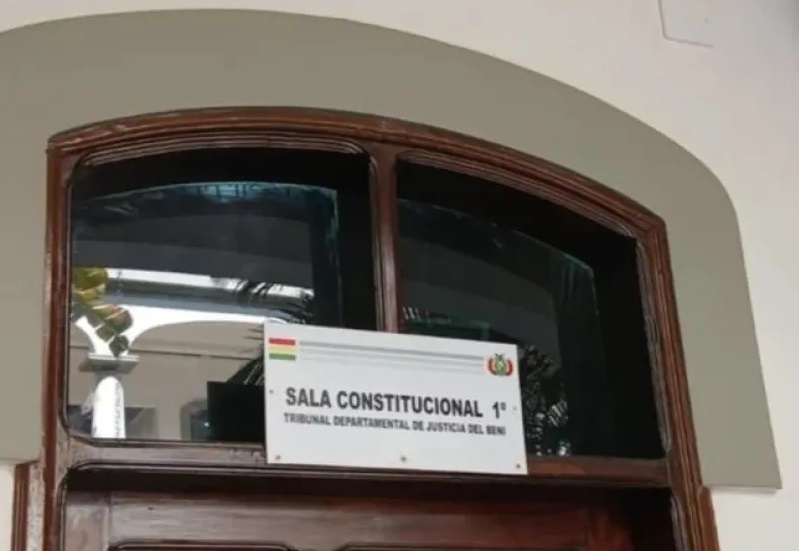 SALA CONSTITUCIONAL 1º
TRIBUNAL DEPARTAMENTAL DE JUSTICIA DEL BENI